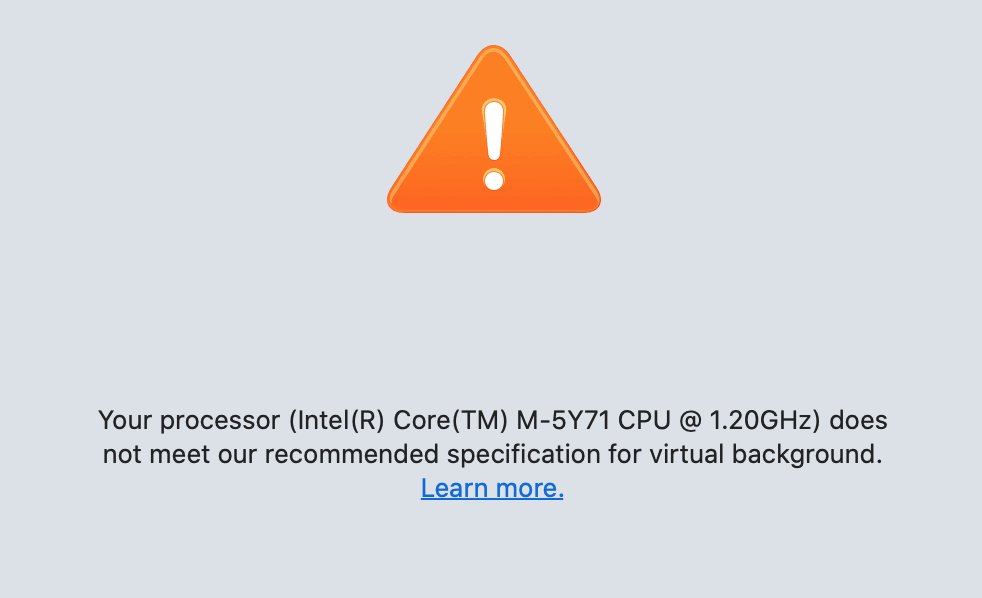 Your processor (Intel(R) Core(TM) M-5Y71 CPU @ 1.20GHz) does
not meet our recommended specification for virtual background.
Learn more.